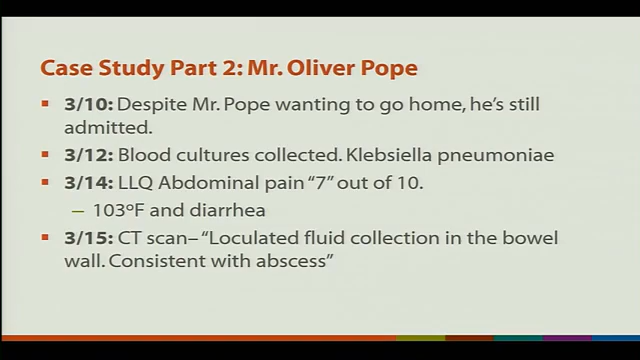 Case Study Part 2: Mr. Oliver Pope
▪ 3/10: Despite Mr. Pope wanting to go home, he's still
admitted.
▪ 3/12: Blood cultures collected. Klebsiella pneumoniae
▪ 3/14: LLQ Abdominal pain "7" out of 10.
– 103ºF and diarrhea
▪ 3/15: CT scan– "Loculated fluid collection in the bowel
wall. Consistent with abscess"